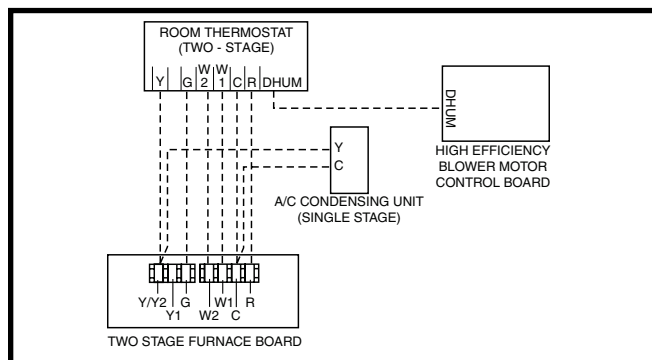 ROOM THERMOSTAT
(TWO - STAGE)
Y G W2 W1 C R DHUM
DHUM
HIGH EFFICIENCY
BLOWER MOTOR
CONTROL BOARD
Y
C
A/C CONDENSING UNIT
(SINGLE STAGE)
Y/Y2 Y1 G W2 W1 C R
TWO STAGE FURNACE BOARD